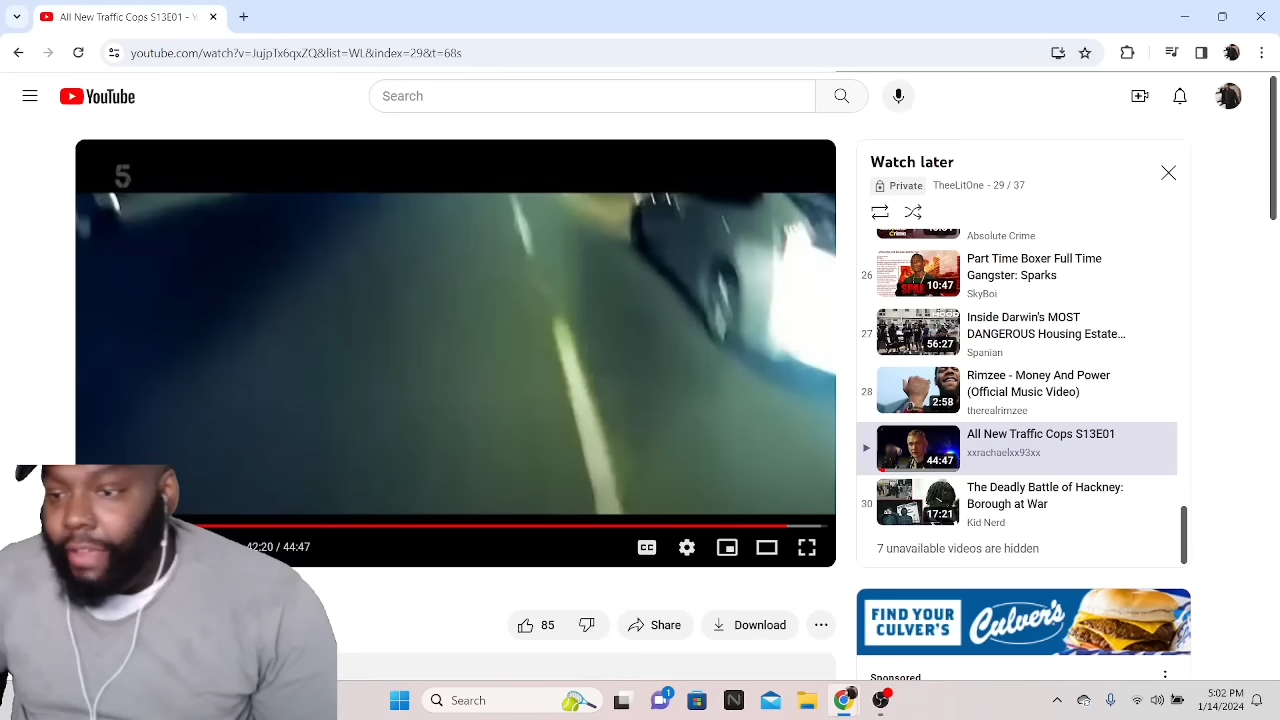 All New Traffic Cops S13E01 - Y
youtube.com/watch?v=JujpTx6qxZQ&list=WL&index=29&t=68s
YouTube
Search
5
Watch later
Private TheeLitOne - 29 / 37
Absolute Crime
26
Part Time Boxer Full Time
Gangster: Sparks
10:47
SkyBoi
27
Inside Darwin's MOST
DANGEROUS Housing Estate...
56:27
Spanian
28
Rimzee - Money And Power
(Official Music Video)
2:58
therealrimzee
All New Traffic Cops S13E01
xxrachaelxx93xx
44:47
30
The Deadly Battle of Hackney:
Borough at War
17:21
Kid Nerd
7 unavailable videos are hidden
42:20 / 44:47
CC
85
Share
Download
FIND YOUR
CULVER'S
Culver's
Sponsored
Search
1
5:02 PM
1/14/2024